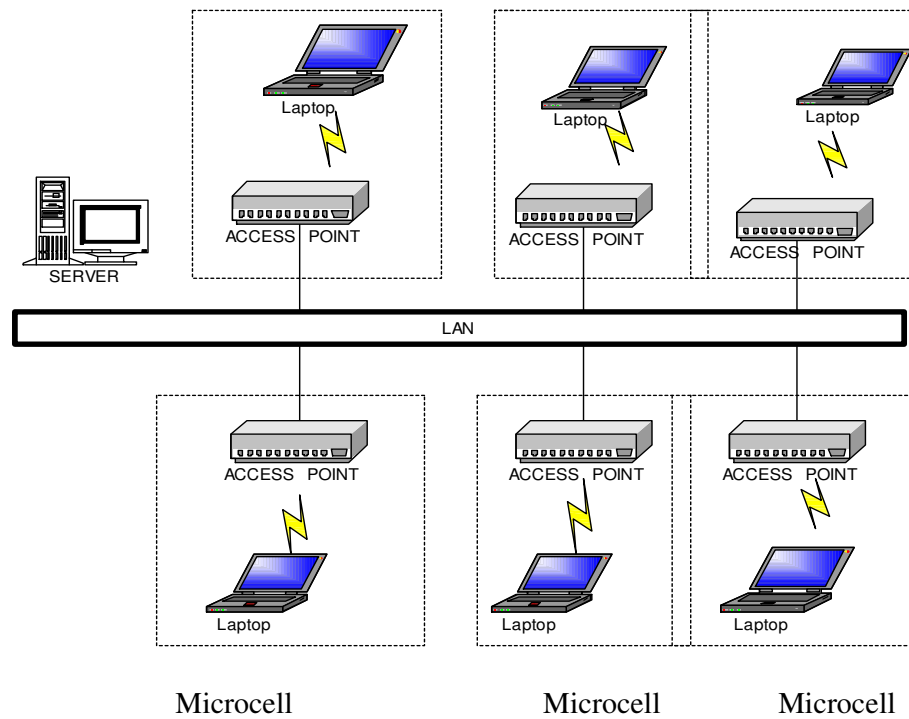 Laptop
Laptop
Laptop
ACCESS POINT
ACCESS POINT
ACCESS POINT
SERVER
LAN
ACCESS POINT
ACCESS POINT
ACCESS POINT
Laptop
Laptop
Laptop
Microcell
Microcell
Microcell